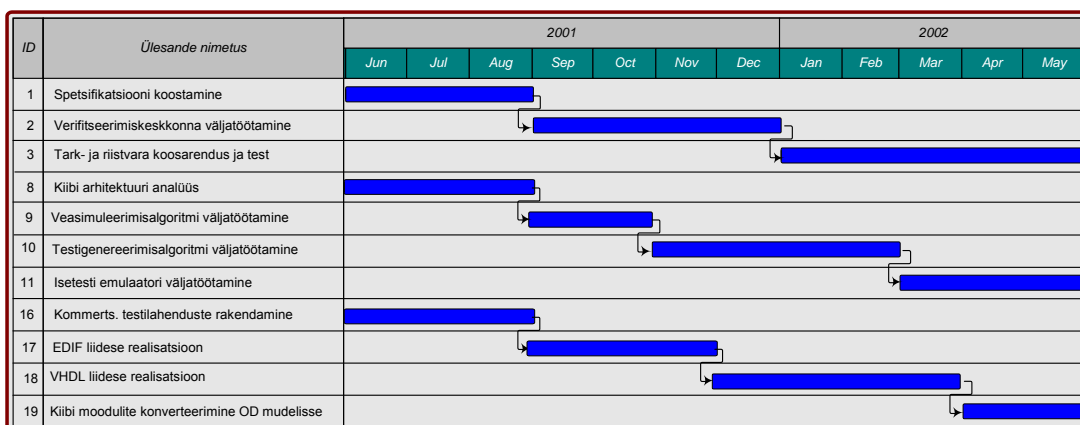 ID Ülesande nimetus 2001 2002
Jun Jul Aug Sep Oct Nov Dec Jan Feb Mar Apr May
1 Spetsifikatsiooni koostamine
2 Verifitseerimiskeskkonna väljatöötamine
3 Tark- ja riistvara koosarendus ja test
8 Kiibi arhitektuuri analüüs
9 Veasimuleerimisalgoritmi väljatöötamine
10 Testigenereerimisalgoritmi väljatöötamine
11 Isetesti emulaatori väljatöötamine
16 Kommerts. testilahenduste rakendamine
17 EDIF liidese realisatsioon
18 VHDL liidese realisatsioon
19 Kiibi moodulite konverteerimine OD mudelisse